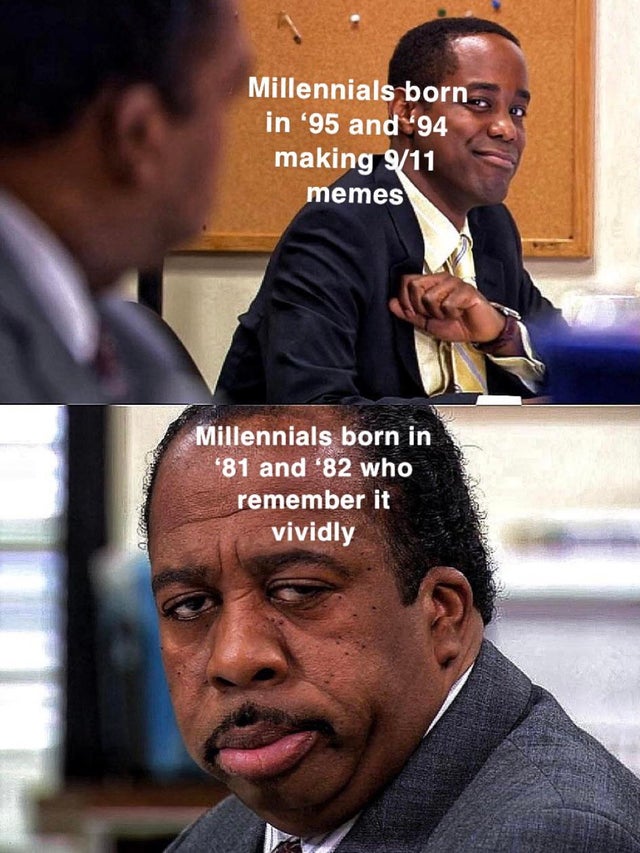 Millennials born
in ‘95 and ‘94
making 9/11
memes
Millennials born in
‘81 and ‘82 who
remember it
vividly